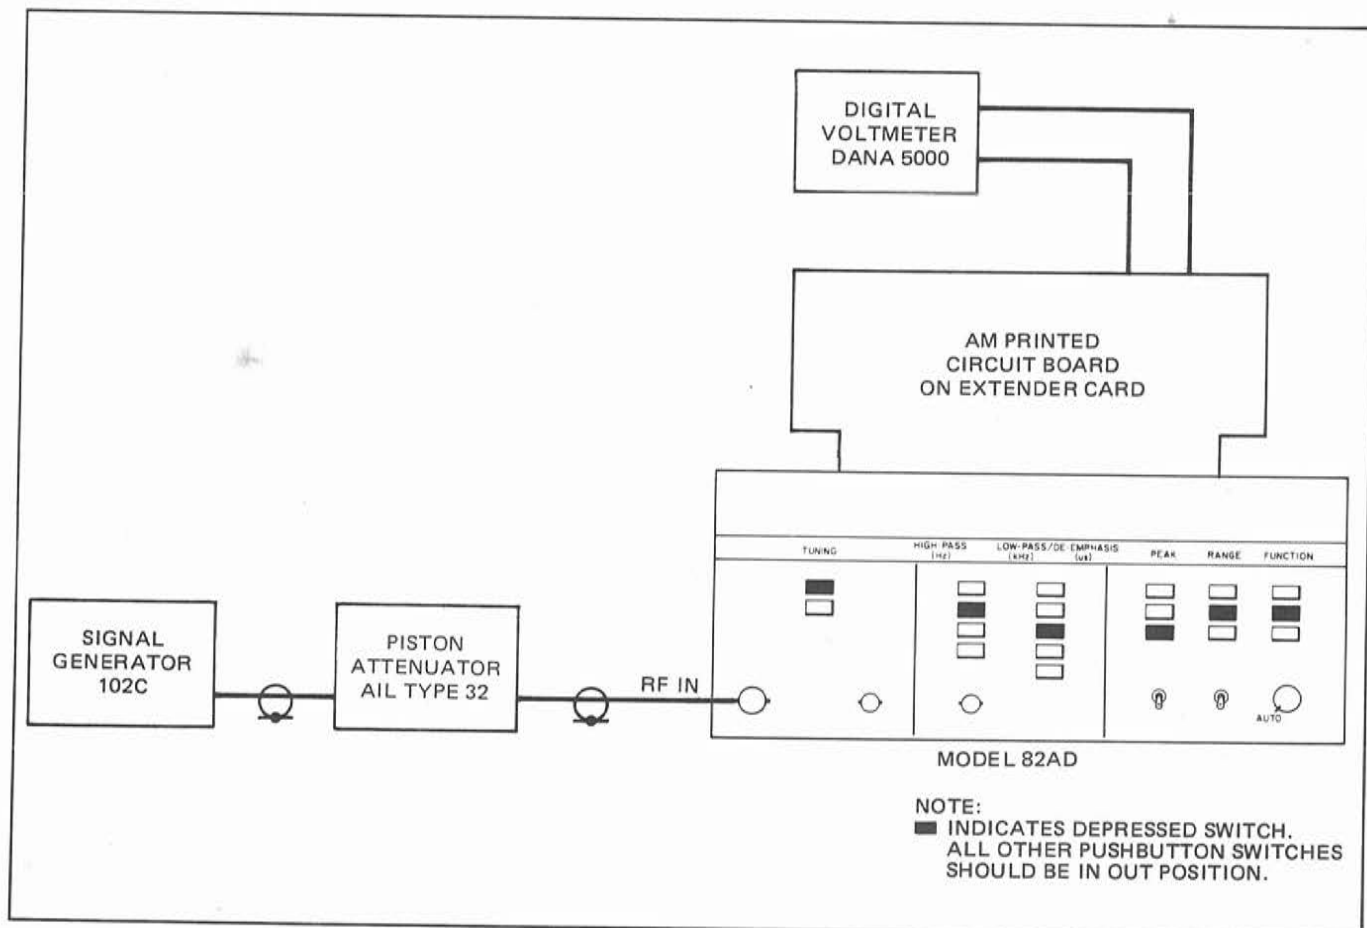 DIGITAL
VOLTMETER
DANA 5000
AM PRINTED
CIRCUIT BOARD
ON EXTENDER CARD
TUNING
HIGH PASS
(Hz)
LOW-PASS/DE-EMPHASIS
(kHz) (us)
PEAK
RANGE
FUNCTION
SIGNAL
GENERATOR
102C
PISTON
ATTENUATOR
AIL TYPE 32
RF IN
AUTO
MODEL 82AD
NOTE:
INDICATES DEPRESSED SWITCH.
ALL OTHER PUSHBUTTON SWITCHES
SHOULD BE IN OUT POSITION.